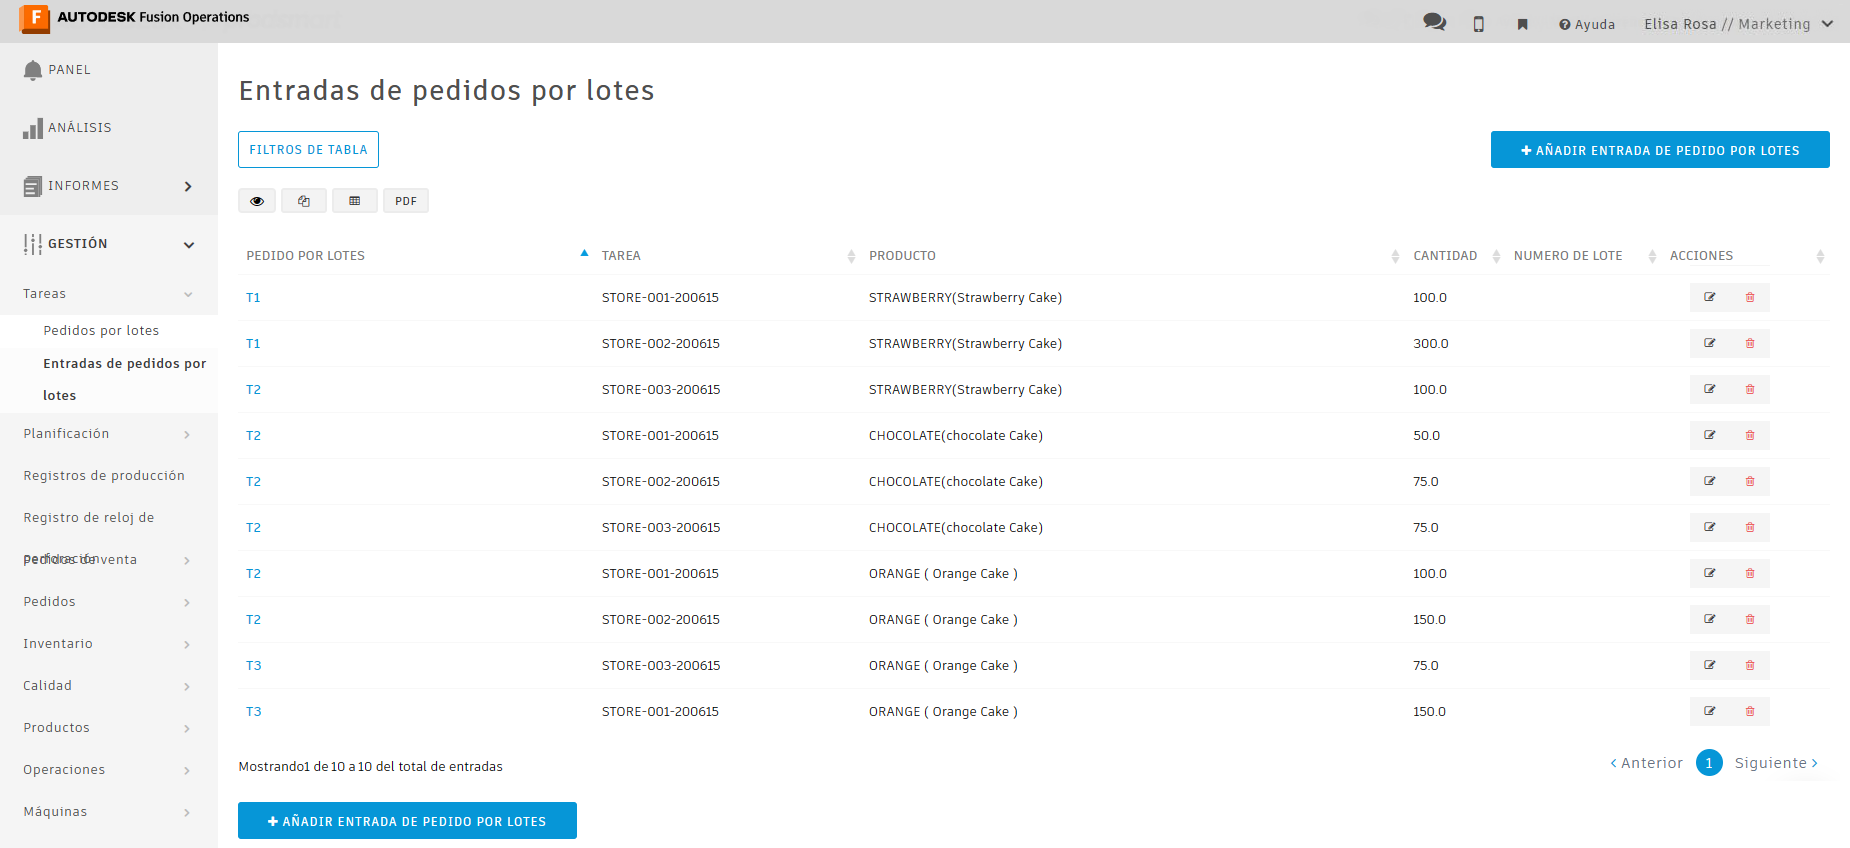 AUTODESK Fusion Operations
Ayuda
Elisa Rosa // Marketing
PANEL
ANÁLISIS
INFORMES
GESTIÓN
Tareas
Pedidos por lotes
Entradas de pedidos por
lotes
Planificación
Registros de producción
Registro de reloj de
perforación
Pedidos de venta
Pedidos
Inventario
Calidad
Productos
Operaciones
Máquinas
Entradas de pedidos por lotes
FILTROS DE TABLA
+ AÑADIR ENTRADA DE PEDIDO POR LOTES
PDF
PEDIDO POR LOTES TAREA PRODUCTO CANTIDAD NUMERO DE LOTE ACCIONES
T1 STORE-001-200615 STRAWBERRY(Strawberry Cake) 100.0
T1 STORE-002-200615 STRAWBERRY(Strawberry Cake) 300.0
T2 STORE-003-200615 STRAWBERRY(Strawberry Cake) 100.0
T2 STORE-001-200615 CHOCOLATE(chocolate Cake) 50.0
T2 STORE-002-200615 CHOCOLATE(chocolate Cake) 75.0
T2 STORE-003-200615 CHOCOLATE(chocolate Cake) 75.0
T2 STORE-001-200615 ORANGE ( Orange Cake ) 100.0
T2 STORE-002-200615 ORANGE ( Orange Cake ) 150.0
T3 STORE-003-200615 ORANGE ( Orange Cake ) 75.0
T3 STORE-001-200615 ORANGE ( Orange Cake ) 150.0
Mostrando1 de 10 a 10 del total de entradas
< Anterior 1 Siguiente >
+ AÑADIR ENTRADA DE PEDIDO POR LOTES